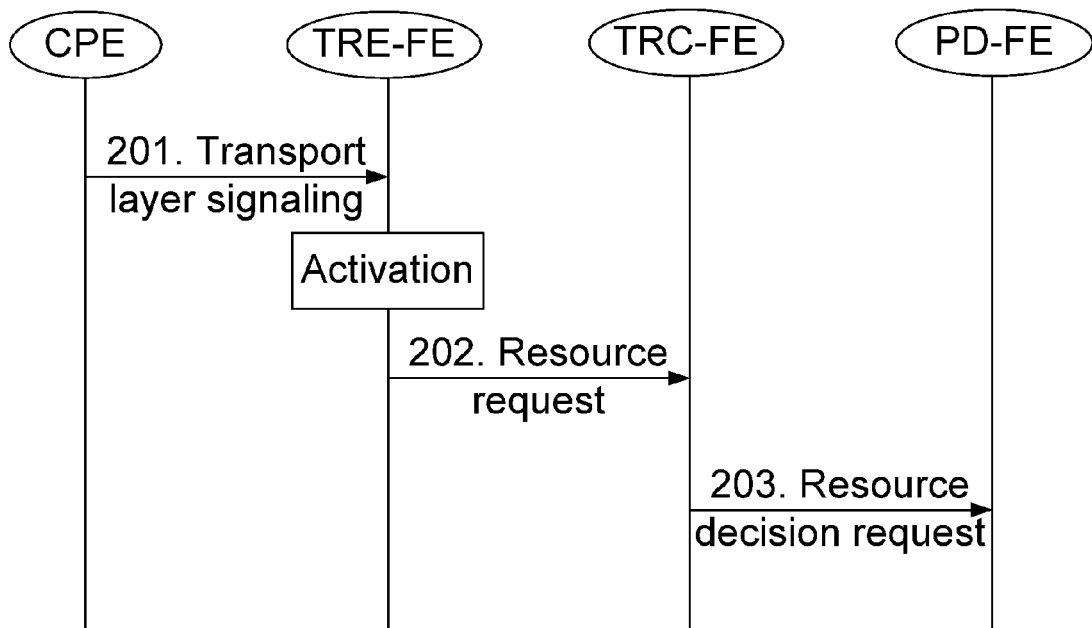 CPE
TRE-FE
TRC-FE
PD-FE
201. Transport
layer signaling
Activation
202. Resource
request
203. Resource
decision request